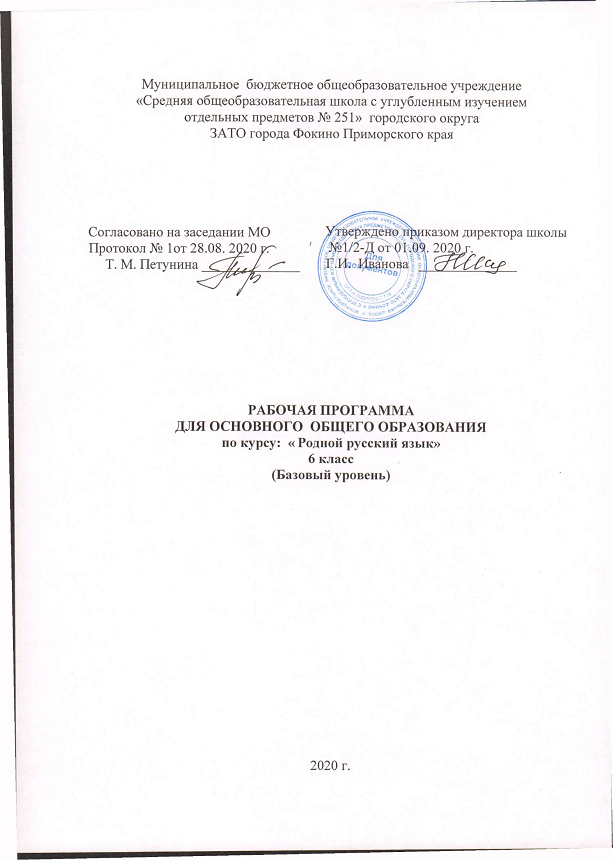 Муниципальное бюджетное общеобразовательное учреждение
«Средняя общеобразовательная школа с углубленным изучением
отдельных предметов № 251» городского округа
ЗАТО города Фокино Приморского края
Согласовано на заседании МО Утверждено приказом директора школы
Протокол № 1от 28.08. 2020 г. №1/2-Д от 01.09. 2020 г.
Т. М. Петунина Г.И. Иванова
Для
документов
РАБОЧАЯ ПРОГРАММА
ДЛЯ ОСНОВНОГО ОБЩЕГО ОБРАЗОВАНИЯ
по курсу: « Родной русский язык»
6 класс
(Базовый уровень)
2020 г.